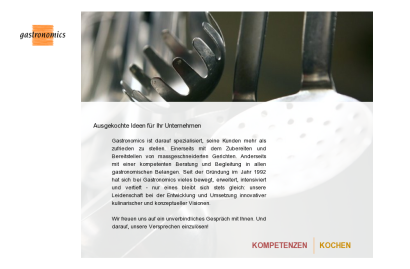 gastronomics
Ausgekochte Ideen für Ihr Unternehmen
Gastronomics ist darauf spezialisiert, seine Kunden mehr als
zufrieden zu stellen. Einerseits mit dem Zubereiten und
Bereitstellen von massgeschneiderten Gerichten. Anderseits
mit einer kompetenten Beratung und Begleitung in allen
gastronomischen Belangen. Seit der Gründung im Jahre 1992
hat sich bei Gastronomics vieles bewegt, erweitert, intensiviert
und vertieft - nur eines bleibt sich stets gleich: unsere
Leidenschaft bei der Entwicklung und Umsetzung innovativer
kulinarischer und konzeptueller Visionen.
Wir freuen uns auf ein unverbindliches Gespräch mit Ihnen. Und
darauf, unsere Versprechen einzulösen!
KOMPETENZEN KOCHEN